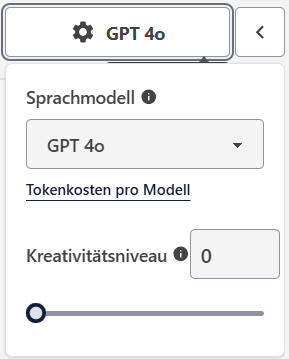 GPT 4o
Sprachmodell
GPT 4o
Tokenkosten pro Modell
Kreativitätsniveau
0